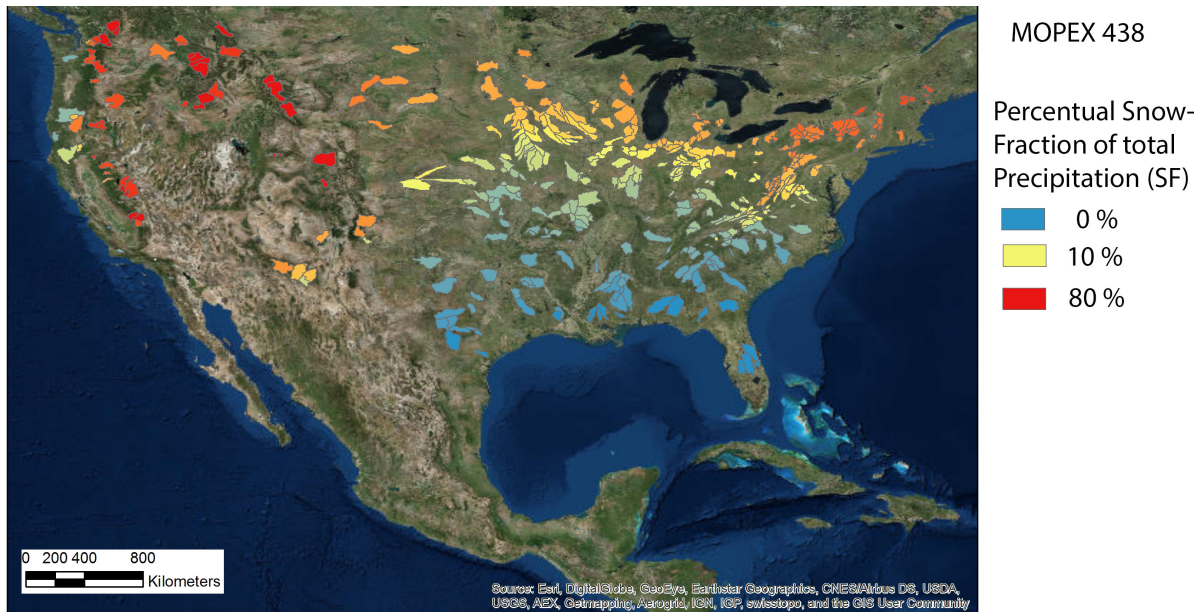 MOPEX 438
Percentual Snow-
Fraction of total
Precipitation (SF)
0 %
10 %
80 %
0 200 400 800
Kilometers
Source: Esri, DigitalGlobe, GeoEye, Earthstar Geographics, CNES/Airbus DS, USDA,
USGS, AEX, Getmapping, Aerogrid, IGN, IGP, swisstopo, and the GIS User Community